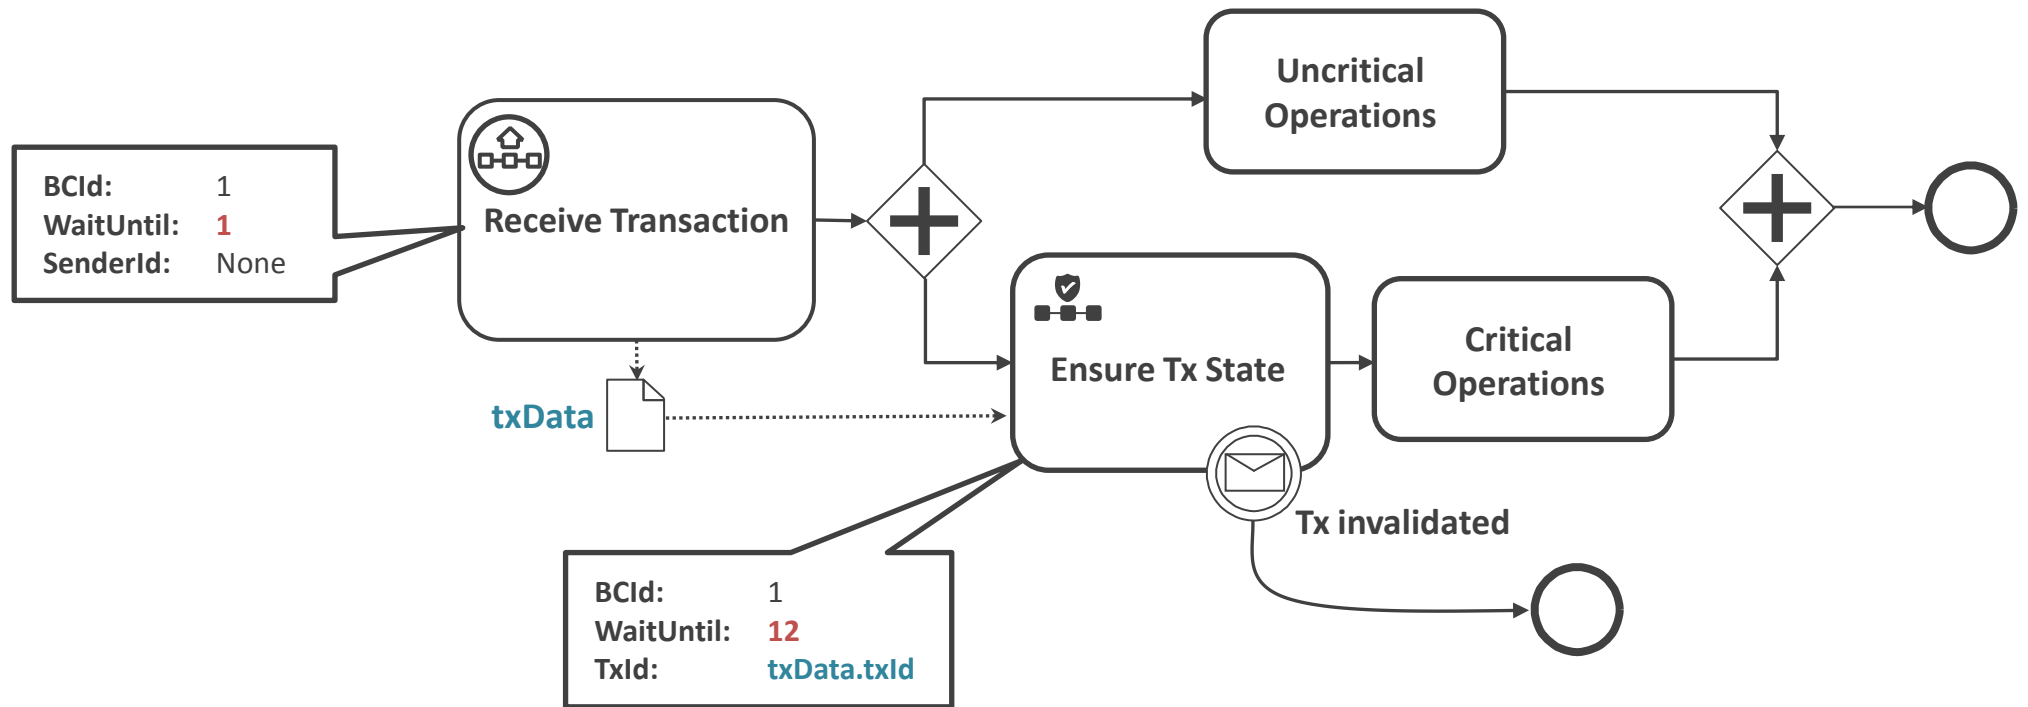 Uncritical
Operations
BCId: 1
WaitUntil: 1
SenderId: None
Receive Transaction
Ensure Tx State
Critical
Operations
txData
Tx invalidated
BCId: 1
WaitUntil: 12
TxId: txData.txId